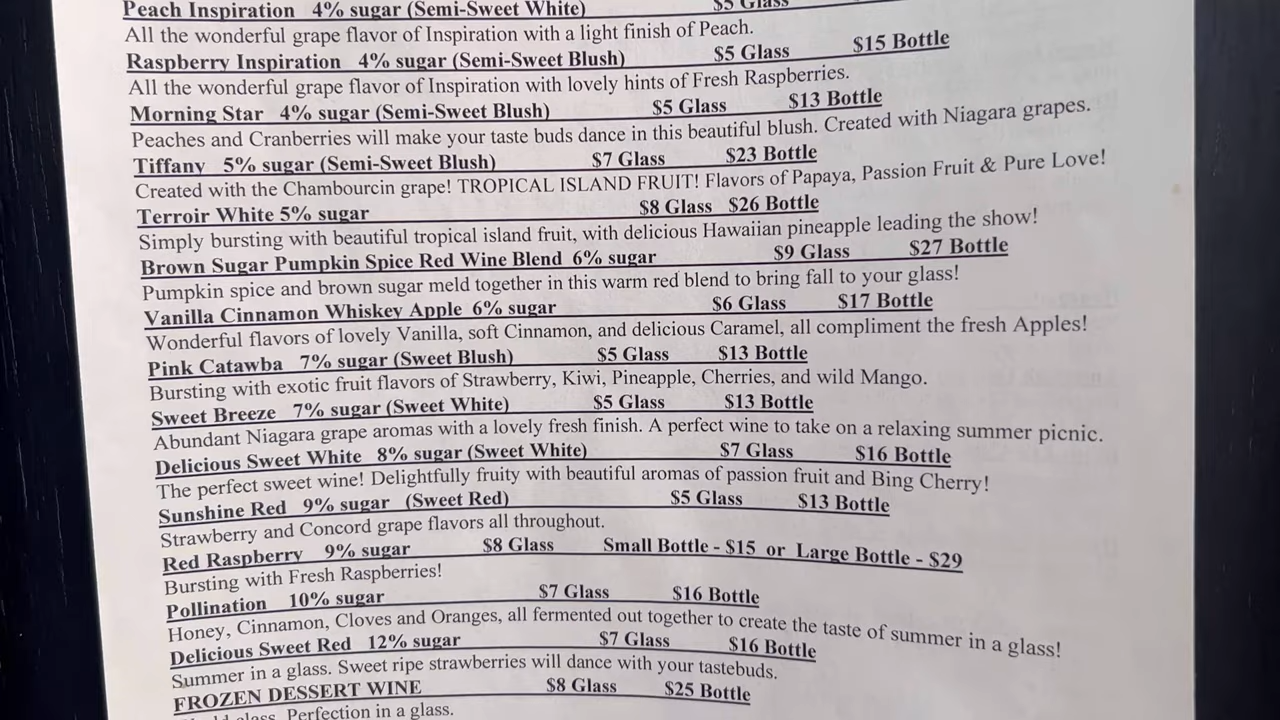 Peach Inspiration 4% sugar (Semi-Sweet White) $5 Glass
All the wonderful grape flavor of Inspiration with a light finish of Peach.
Raspberry Inspiration 4% sugar (Semi-Sweet Blush) $5 Glass $15 Bottle
All the wonderful grape flavor of Inspiration with lovely hints of Fresh Raspberries.
Morning Star 4% sugar (Semi-Sweet Blush) $5 Glass $13 Bottle
Peaches and Cranberries will make your taste buds dance in this beautiful blush. Created with Niagara grapes.
Tiffany 5% sugar (Semi-Sweet Blush) $7 Glass $23 Bottle
Created with the Chambourcin grape! TROPICAL ISLAND FRUIT! Flavors of Papaya, Passion Fruit & Pure Love!
Terroir White 5% sugar $8 Glass $26 Bottle
Simply bursting with beautiful tropical island fruit, with delicious Hawaiian pineapple leading the show!
Brown Sugar Pumpkin Spice Red Wine Blend 6% sugar $9 Glass $27 Bottle
Pumpkin spice and brown sugar meld together in this warm red blend to bring fall to your glass!
Vanilla Cinnamon Whiskey Apple 6% sugar $6 Glass $17 Bottle
Wonderful flavors of lovely Vanilla, soft Cinnamon, and delicious Caramel, all compliment the fresh Apples!
Pink Catawba 7% sugar (Sweet Blush) $5 Glass $13 Bottle
Bursting with exotic fruit flavors of Strawberry, Kiwi, Pineapple, Cherries, and wild Mango.
Sweet Breeze 7% sugar (Sweet White) $5 Glass $13 Bottle
Abundant Niagara grape aromas with a lovely fresh finish. A perfect wine to take on a relaxing summer picnic.
Delicious Sweet White 8% sugar (Sweet White) $7 Glass $16 Bottle
The perfect sweet wine! Delightfully fruity with beautiful aromas of passion fruit and Bing Cherry!
Sunshine Red 9% sugar (Sweet Red) $5 Glass $13 Bottle
Strawberry and Concord grape flavors all throughout.
Red Raspberry 9% sugar $8 Glass Small Bottle - $15 or Large Bottle - $29
Bursting with Fresh Raspberries!
Pollination 10% sugar $7 Glass $16 Bottle
Honey, Cinnamon, Cloves and Oranges, all fermented out together to create the taste of summer in a glass!
Delicious Sweet Red 12% sugar $7 Glass $16 Bottle
Summer in a glass. Sweet ripe strawberries will dance with your tastebuds.
FROZEN DESSERT WINE $8 Glass $25 Bottle
glass. Perfection in a glass.